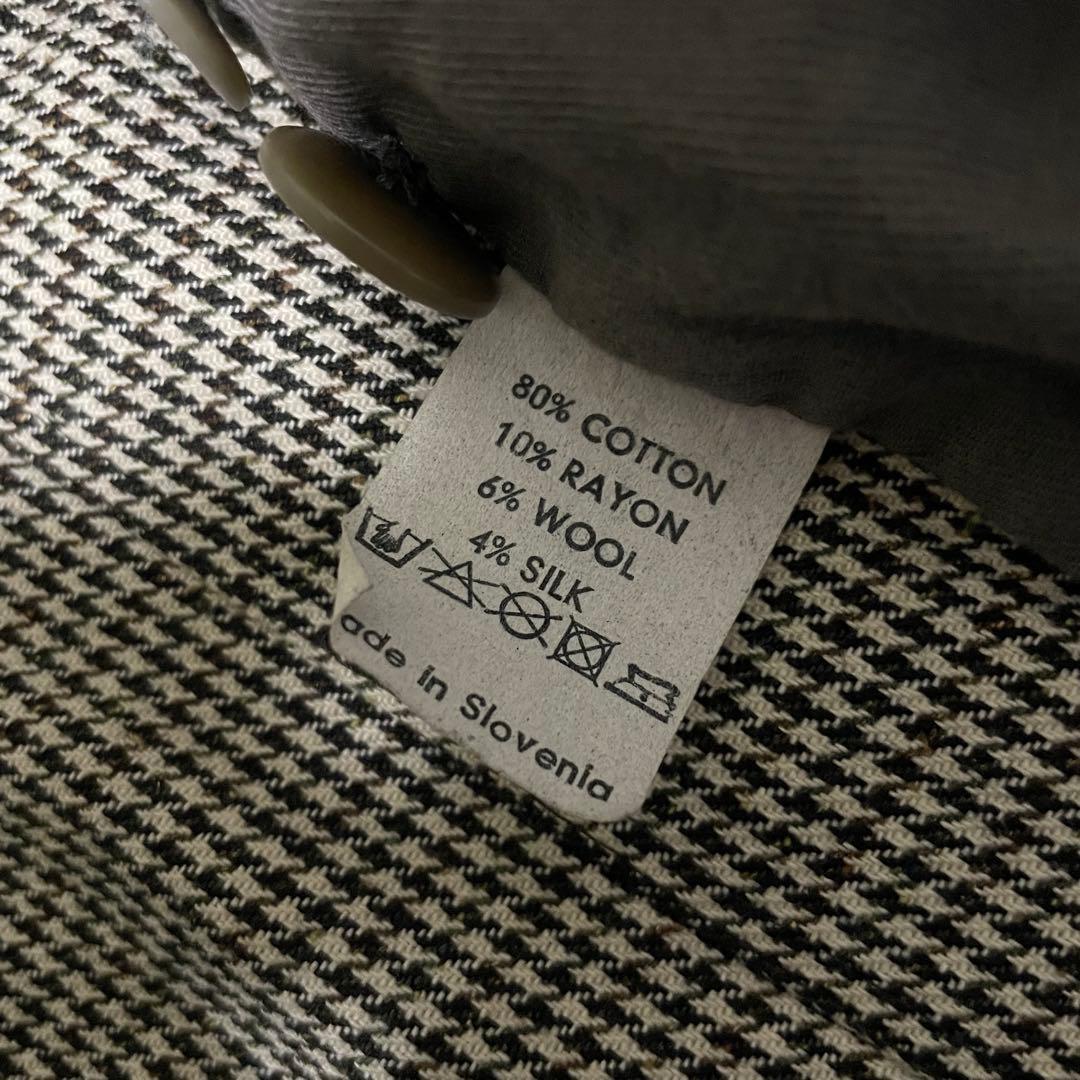 80% COTTON
10% RAYON
6% WOOL
4% SILK
ade in Slovenia